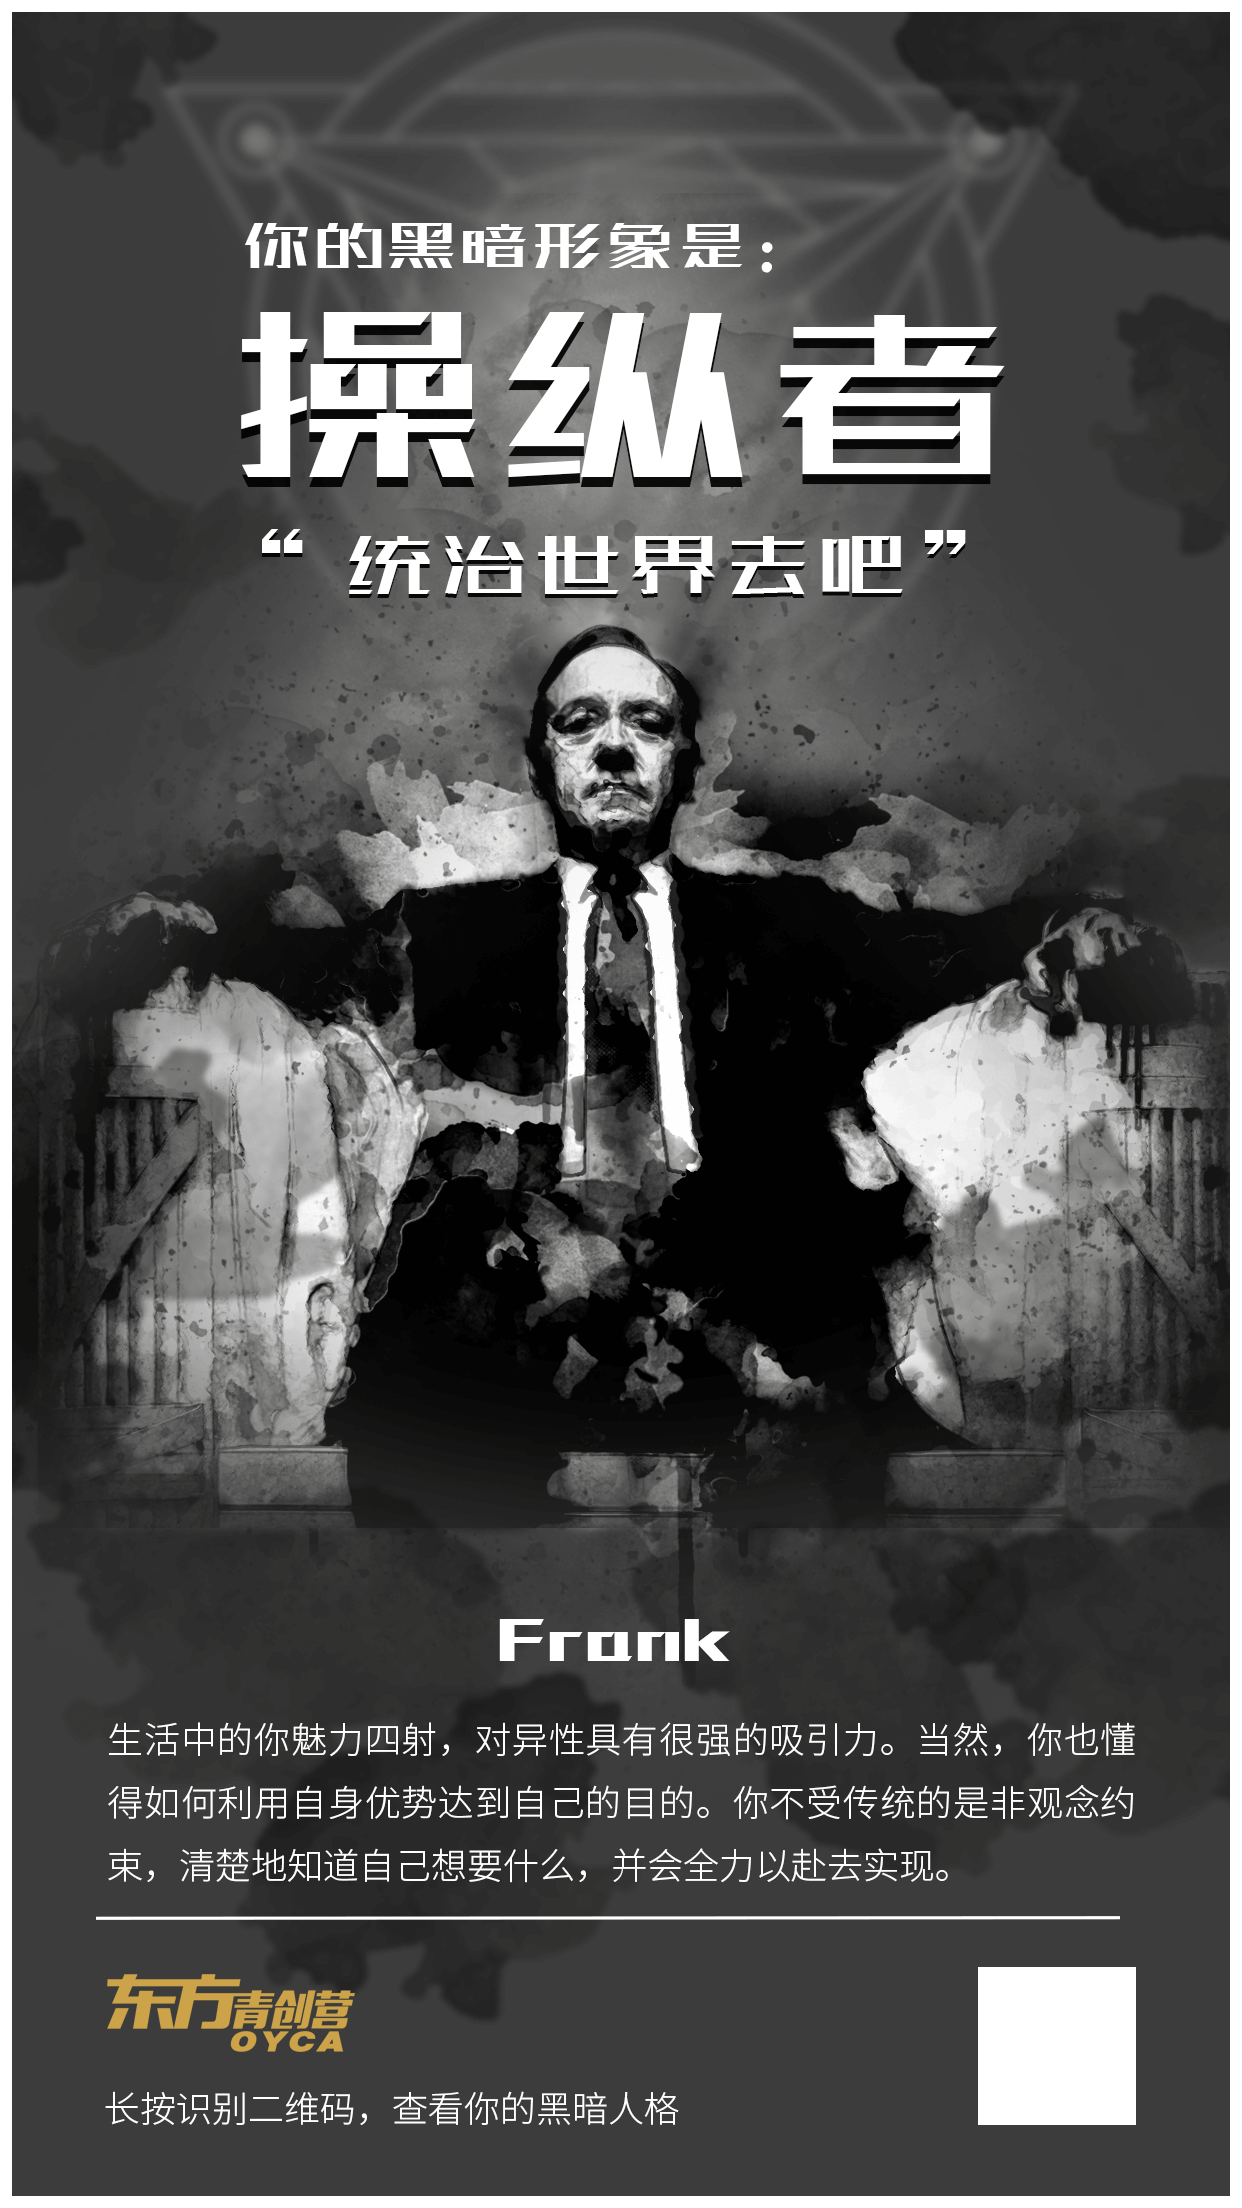 你的黑暗形象是：
操纵者
“统治世界去吧”
Frank
生活中的你魅力四射，对异性具有很强的吸引力。当然，你也懂
得如何利用自身优势达到自己的目的。你不受传统的是非观念约
束，清楚地知道自己想要什么，并会全力以赴去实现。
东方青创营
OYCA
长按识别二维码，查看你的黑暗人格